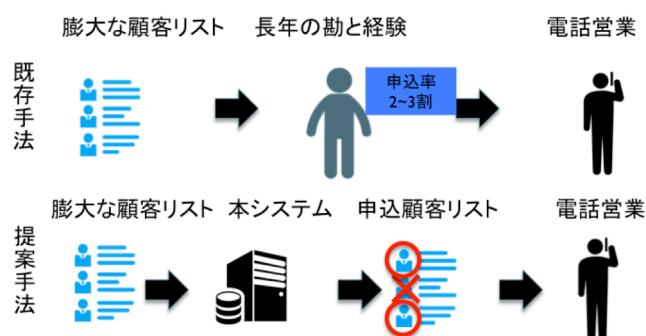 膨大な顧客リスト 長年の勘と経験 電話営業
既存手法
申込率
2~3割
膨大な顧客リスト 本システム 申込顧客リスト 電話営業
提案手法